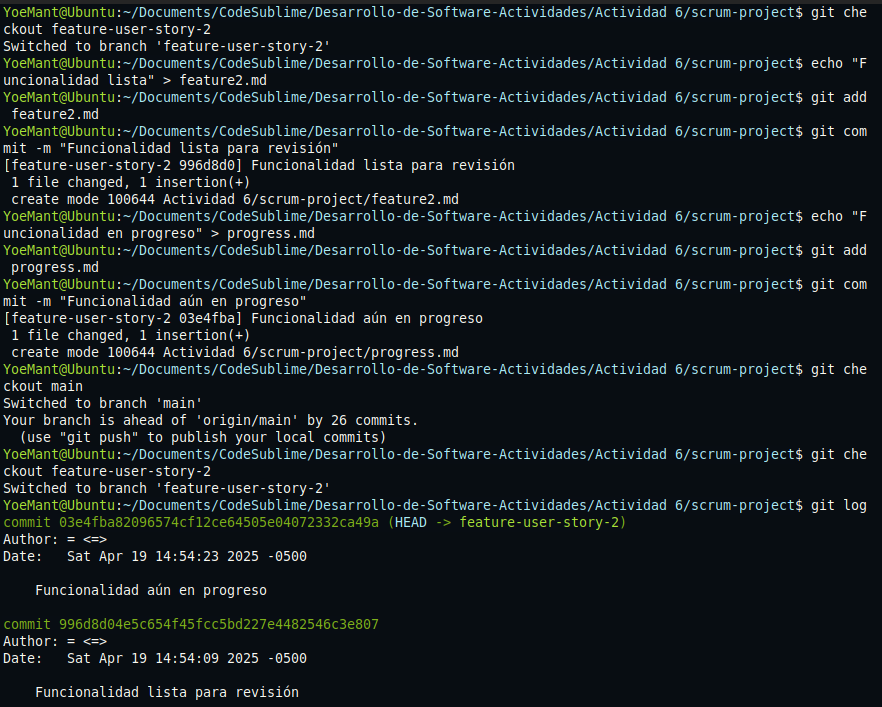 YoeMant@Ubuntu:~/Documents/CodeSublime/Desarrollo-de-Software-Actividades/Actividad 6/scrum-project$ git che
ckout feature-user-story-2
Switched to branch 'feature-user-story-2'
YoeMant@Ubuntu:~/Documents/CodeSublime/Desarrollo-de-Software-Actividades/Actividad 6/scrum-project$ echo "F
uncionalidad lista" > feature2.md
YoeMant@Ubuntu:~/Documents/CodeSublime/Desarrollo-de-Software-Actividades/Actividad 6/scrum-project$ git add
 feature2.md
YoeMant@Ubuntu:~/Documents/CodeSublime/Desarrollo-de-Software-Actividades/Actividad 6/scrum-project$ git com
mit -m "Funcionalidad lista para revisión"
[feature-user-story-2 996d8d0] Funcionalidad lista para revisión
 1 file changed, 1 insertion(+)
 create mode 100644 Actividad 6/scrum-project/feature2.md
YoeMant@Ubuntu:~/Documents/CodeSublime/Desarrollo-de-Software-Actividades/Actividad 6/scrum-project$ echo "F
uncionalidad en progreso" > progress.md
YoeMant@Ubuntu:~/Documents/CodeSublime/Desarrollo-de-Software-Actividades/Actividad 6/scrum-project$ git add
 progress.md
YoeMant@Ubuntu:~/Documents/CodeSublime/Desarrollo-de-Software-Actividades/Actividad 6/scrum-project$ git com
mit -m "Funcionalidad aún en progreso"
[feature-user-story-2 03e4fba] Funcionalidad aún en progreso
 1 file changed, 1 insertion(+)
 create mode 100644 Actividad 6/scrum-project/progress.md
YoeMant@Ubuntu:~/Documents/CodeSublime/Desarrollo-de-Software-Actividades/Actividad 6/scrum-project$ git che
ckout main
Switched to branch 'main'
Your branch is ahead of 'origin/main' by 26 commits.
  (use "git push" to publish your local commits)
YoeMant@Ubuntu:~/Documents/CodeSublime/Desarrollo-de-Software-Actividades/Actividad 6/scrum-project$ git che
ckout feature-user-story-2
Switched to branch 'feature-user-story-2'
YoeMant@Ubuntu:~/Documents/CodeSublime/Desarrollo-de-Software-Actividades/Actividad 6/scrum-project$ git log
commit 03e4fba82096574cf12ce64505e04072332ca49a (HEAD -> feature-user-story-2)
Author: = <=>
Date:   Sat Apr 19 14:54:23 2025 -0500

    Funcionalidad aún en progreso

commit 996d8d04e5c654f45fcc5bd227e4482546c3e807
Author: = <=>
Date:   Sat Apr 19 14:54:09 2025 -0500

    Funcionalidad lista para revisión